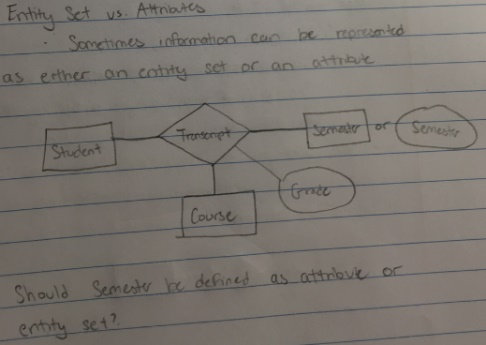 Entity Set vs. Attributes
· Sometimes information can be represented
as either an entity set or an attribute
Student
Transcript
Semester or Semester
Grade
Course
Should Semester be defined as attribute or
entity set?